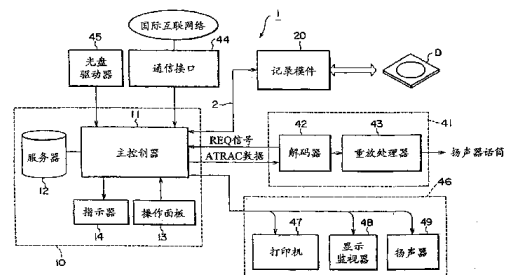 国际互联网络
1
45
44
20
光盘
驱动器
通信接口
记录模件
D
2
11
服务器
主控制器
REQ信号
ATRAC数据
42
43
41
解码器
重放处理器
扬声器话筒
12
指示器
操作面板
14
13
10
46
47
48
49
打印机
显示
监视器
扬声器